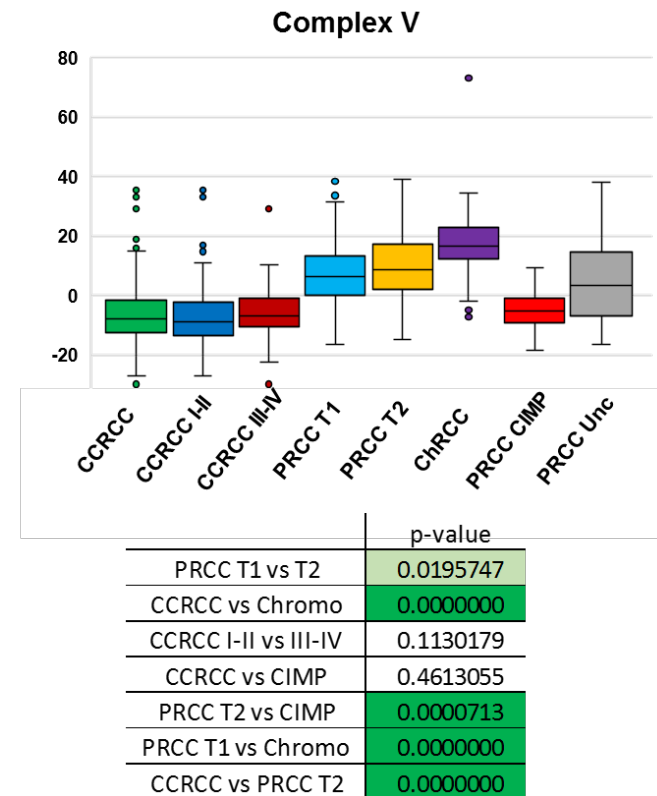 Complex V
80
60
40
20
0
-20
CCRCC
CCRCC I-II
CCRCC III-IV
PRCC T1
PRCC T2
ChRCC
PRCC CIMP
PRCC Unc
p-value
PRCC T1 vs T2 0.0195747
CCRCC vs Chromo 0.0000000
CCRCC I-II vs III-IV 0.1130179
CCRCC vs CIMP 0.4613055
PRCC T2 vs CIMP 0.0000713
PRCC T1 vs Chromo 0.0000000
CCRCC vs PRCC T2 0.0000000